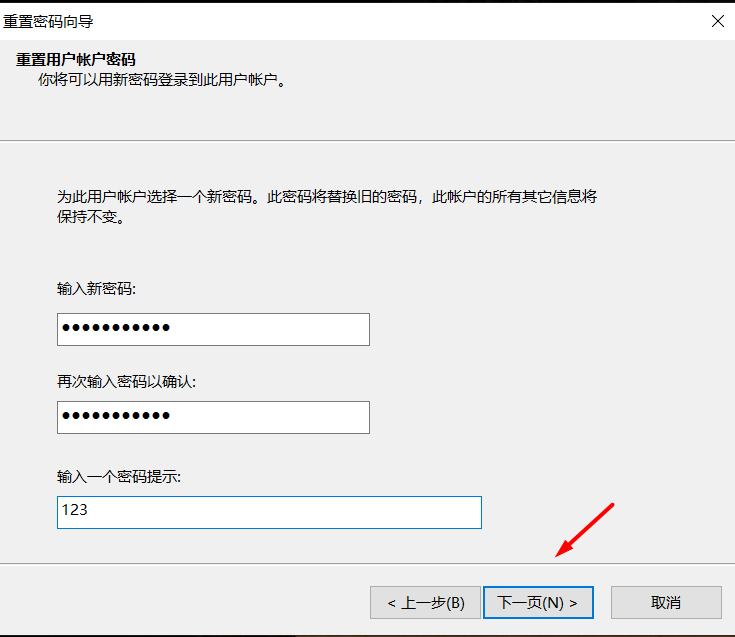 重置密码向导
重置用户帐户密码
你将可以用新密码登录到此用户帐户。
为此用户帐户选择一个新密码。此密码将替换旧的密码，此帐户的所有其它信息将
保持不变。
输入新密码:
●●●●●●●●●●●
再次输入密码以确认:
●●●●●●●●●●●
输入一个密码提示:
123
< 上一步(B) 下一页(N) > 取消